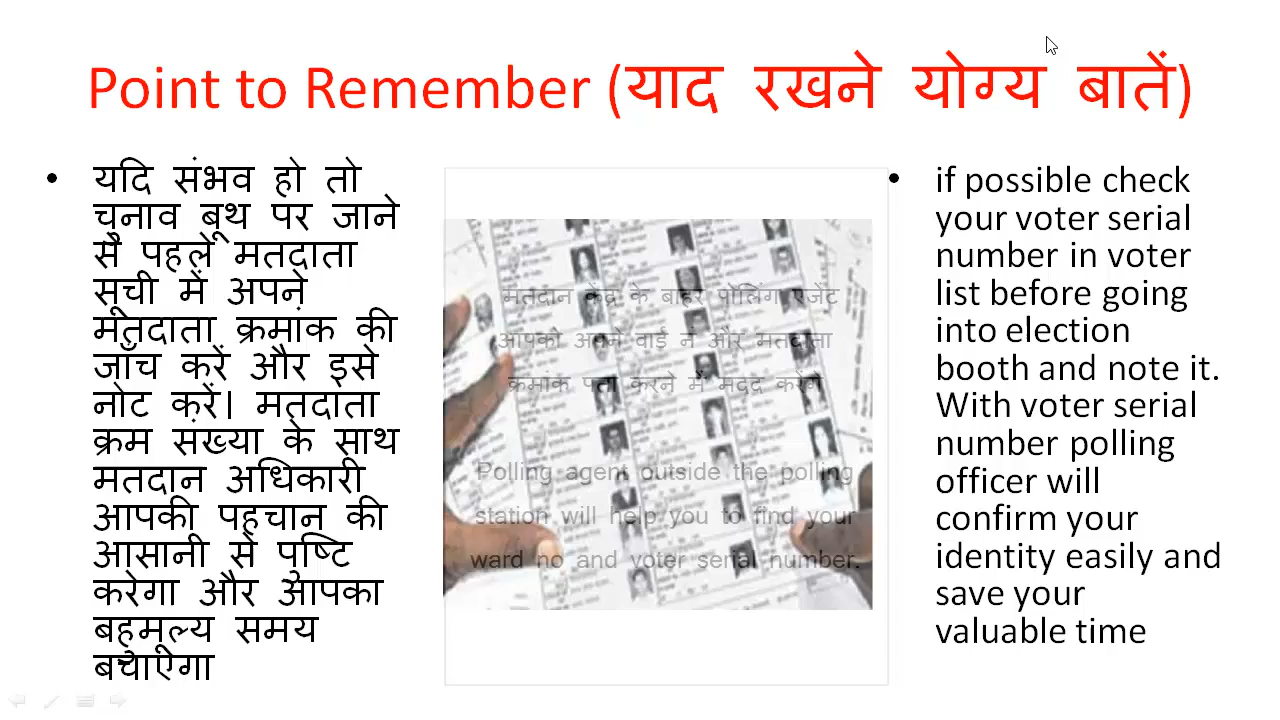 Point to Remember (याद रखने योग्य बातें)
• यदि संभव हो तो
चुनाव बूथ पर जाने
से पहले मतदाता
सूची में अपने
मतदाता क्रमांक की
जाँच करें और इसे
नोट करें। मतदाता
क्रम संख्या के साथ
मतदान अधिकारी
आपकी पहचान की
आसानी से पुष्टि
करेगा और आपका
बहुमूल्य समय
बचाएगा
मतदान केंद्र के बाहर पोलिंग एजेंट
आपको अपने वार्ड नं और मतदाता
क्रमांक पता करने में मदद करेंगे
Polling agent outside the polling
station will help you to find your
ward no and voter serial number.
• if possible check
your voter serial
number in voter
list before going
into election
booth and note it.
With voter serial
number polling
officer will
confirm your
identity easily and
save your
valuable time